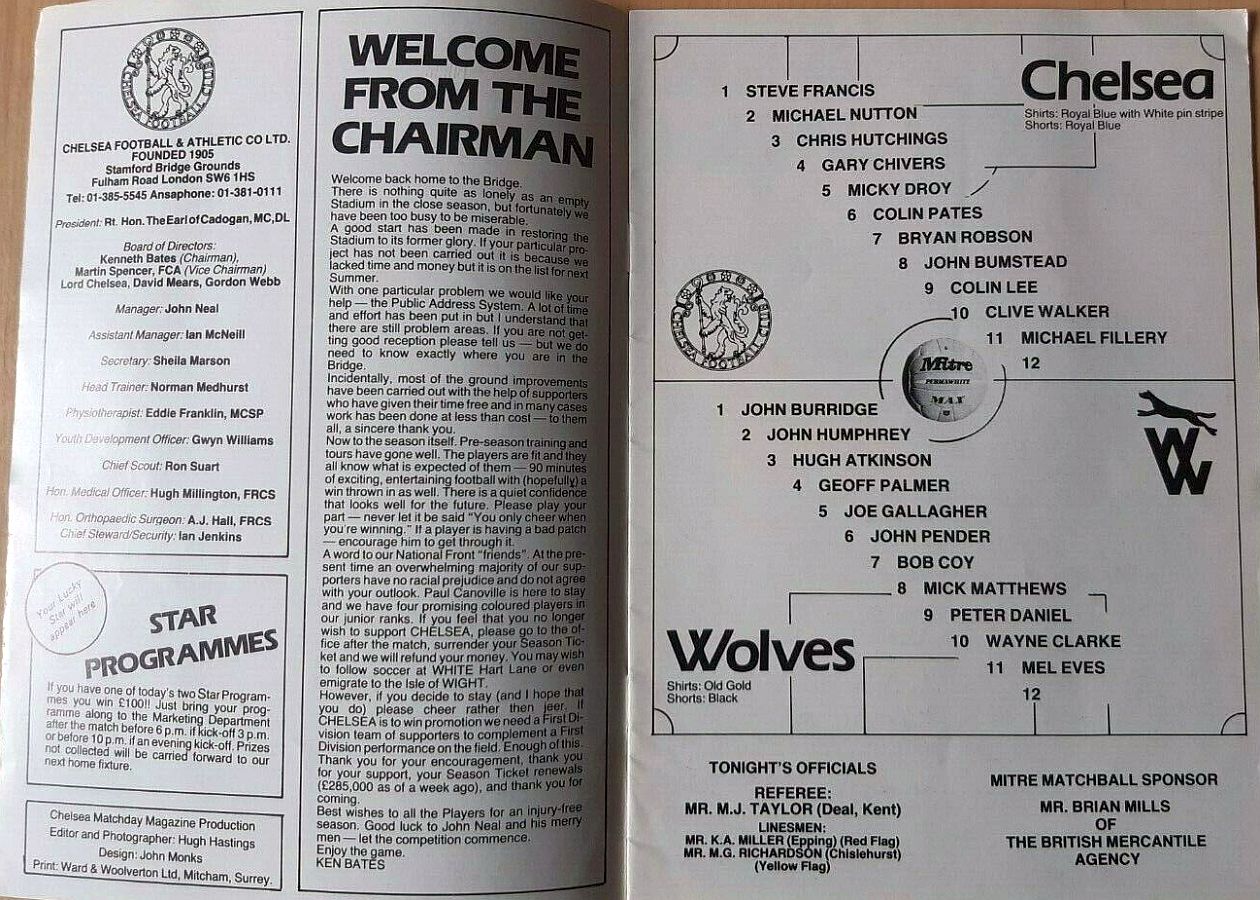 CHELSEA FOOTBALL CLUB
CHELSEA FOOTBALL & ATHLETIC CO LTD.
FOUNDED 1905
Stamford Bridge Grounds
Fulham Road London SW6 1HS
Tel: 01-385-5545 Ansaphone: 01-381-0111
President: Rt. Hon. The Earl of Cadogan, MC, DL
Board of Directors:
Kenneth Bates (Chairman),
Martin Spencer, FCA (Vice Chairman)
Lord Chelsea, David Mears, Gordon Webb
Manager: John Neal
Assistant Manager: Ian McNeill
Secretary: Sheila Marson
Head Trainer: Norman Medhurst
Physiotherapist: Eddie Franklin, MCSP
Youth Development Officer: Gwyn Williams
Chief Scout: Ron Suart
Hon. Medical Officer: Hugh Millington, FRCS
Hon. Orthopaedic Surgeon: A.J. Hall, FRCS
Chief Steward/Security: Ian Jenkins
Your Lucky
Star will
appear here
STAR
PROGRAMMES
If you have one of today's two Star Program-
mes you win £100!! Just bring your prog-
ramme along to the Marketing Department
after the match before 6 p.m. if kick-off 3 p.m.
or before 10 p.m. if an evening kick-off. Prizes
not collected will be carried forward to our
next home fixture.
Chelsea Matchday Magazine Production
Editor and Photographer: Hugh Hastings
Design: John Monks
Print: Ward & Woolverton Ltd, Mitcham, Surrey.
WELCOME
FROM THE
CHAIRMAN
Welcome back home to the Bridge.
There is nothing quite as lonely as an empty
Stadium in the close season, but fortunately we
have been too busy to be miserable.
A good start has been made in restoring the
Stadium to its former glory. If your particular pro-
ject has not been carried out it is because we
lacked time and money but it is on the list for next
Summer.
With one particular problem we would like your
help — the Public Address System. A lot of time
and effort has been put in but I understand that
there are still problem areas. If you are not get-
ting good reception please tell us — but we do
need to know exactly where you are in the
Bridge.
Incidentally, most of the ground improvements
have been carried out with the help of supporters
who have given their time free and in many cases
work has been done at less than cost — to them
all, a sincere thank you.
Now to the season itself. Pre-season training and
tours have gone well. The players are fit and they
all know what is expected of them — 90 minutes
of exciting, entertaining football with (hopefully) a
win thrown in as well. There is a quiet confidence
that looks well for the future. Please play your
part — never let it be said "You only cheer when
you're winning." If a player is having a bad patch
— encourage him to get through it.
A word to our National Front "friends". At the pre-
sent time an overwhelming majority of our sup-
porters have no racial prejudice and do not agree
with your outlook. Paul Canoville is here to stay
and we have four promising coloured players in
our junior ranks. If you feel that you no longer
wish to support CHELSEA, please go to the of-
fice after the match, surrender your Season Tic-
ket and we will refund your money. You may wish
to follow soccer at WHITE Hart Lane or even
emigrate to the Isle of WIGHT.
However, if you decide to stay (and I hope that
you do) please cheer rather then jeer. If
CHELSEA is to win promotion we need a First Di-
vision team of supporters to complement a First
Division performance on the field. Enough of this.
Thank you for your encouragement, thank you
for your support, your Season Ticket renewals
(£285,000 as of a week ago), and thank you for
coming.
Best wishes to all the Players for an injury-free
season. Good luck to John Neal and his merry
men — let the competition commence.
Enjoy the game.
KEN BATES
Chelsea
Shirts: Royal Blue with White pin stripe
Shorts: Royal Blue
1 STEVE FRANCIS
2 MICHAEL NUTTON
3 CHRIS HUTCHINGS
4 GARY CHIVERS
5 MICKY DROY
6 COLIN PATES
7 BRYAN ROBSON
8 JOHN BUMSTEAD
9 COLIN LEE
10 CLIVE WALKER
11 MICHAEL FILLERY
12
CHELSEA FOOTBALL CLUB
Mitre
PERMAWHITE
MAX
1 JOHN BURRIDGE
2 JOHN HUMPHREY
3 HUGH ATKINSON
4 GEOFF PALMER
5 JOE GALLAGHER
6 JOHN PENDER
7 BOB COY
8 MICK MATTHEWS
9 PETER DANIEL
10 WAYNE CLARKE
11 MEL EVES
12
WW
Wolves
Shirts: Old Gold
Shorts: Black
TONIGHT'S OFFICIALS
REFEREE:
MR. M.J. TAYLOR (Deal, Kent)
LINESMEN:
MR. K.A. MILLER (Epping) (Red Flag)
MR. M.G. RICHARDSON (Chislehurst)
(Yellow Flag)
MITRE MATCHBALL SPONSOR
MR. BRIAN MILLS
OF
THE BRITISH MERCANTILE
AGENCY